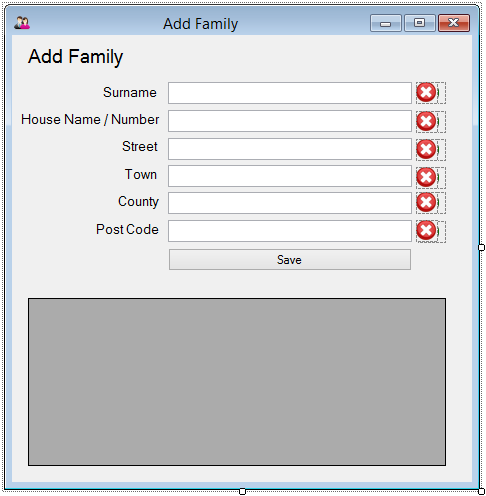 Add Family
Add Family
Surname
House Name / Number
Street
Town
County
Post Code
Save